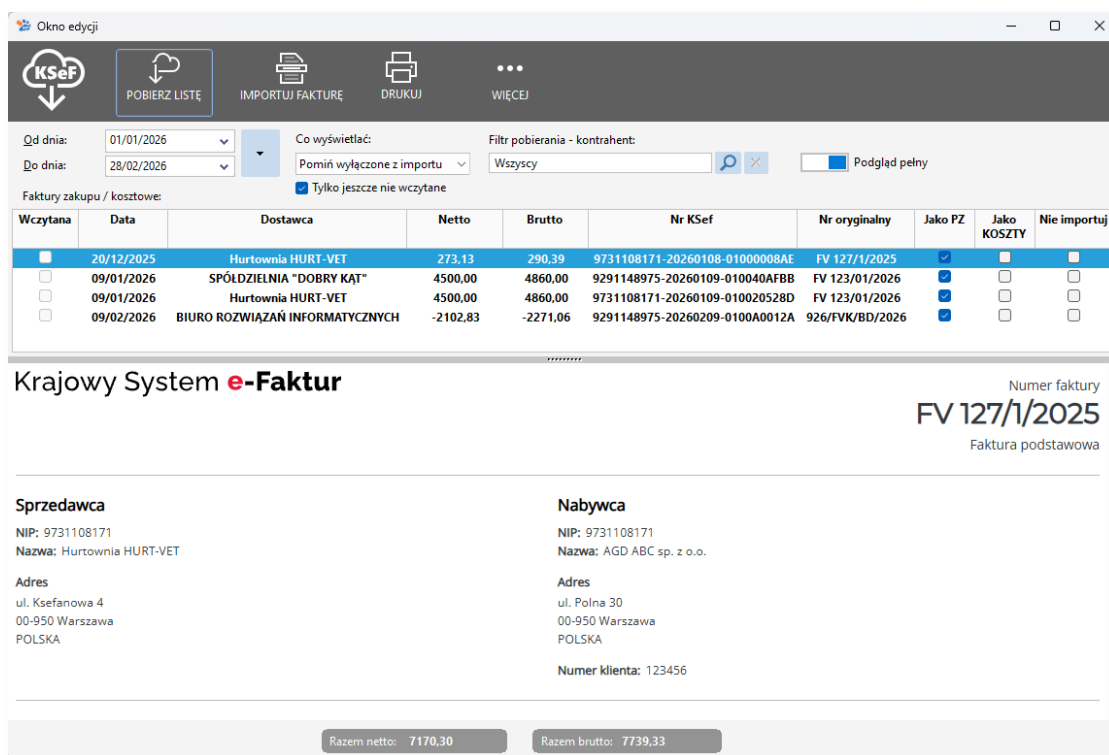 Okno edycji
KSeF
POBIERZ LISTĘ IMPORTUJ FAKTURĘ DRUKUJ WIĘCEJ
Od dnia: 01/01/2026 Co wyświetlać: Filtr pobierania - kontrahent:
Do dnia: 28/02/2026 Pomiń wyłączone z importu Wszyscy Podgląd pełny
Tylko jeszcze nie wczytane
Faktury zakupu / kosztowe:
Wczytana Data Dostawca Netto Brutto Nr KSef Nr oryginalny Jako PZ Jako KOSZTY Nie importuj
20/12/2025 Hurtownia HURT-VET 273,13 290,39 9731108171-20260108-01000008AE FV 127/1/2025
09/01/2026 SPÓŁDZIELNIA "DOBRY KĄT" 4500,00 4860,00 9291148975-20260109-010040AFBB FV 123/01/2026
09/01/2026 Hurtownia HURT-VET 4500,00 4860,00 9731108171-20260109-010020528D FV 123/01/2026
09/02/2026 BIURO ROZWIĄZAŃ INFORMATYCZNYCH -2102,83 -2271,06 9291148975-20260209-0100A0012A 926/FVK/BD/2026
Krajowy System e-Faktur
Numer faktury
FV 127/1/2025
Faktura podstawowa
Sprzedawca
NIP: 9731108171
Nazwa: Hurtownia HURT-VET
Adres
ul. Ksefanowa 4
00-950 Warszawa
POLSKA
Nabywca
NIP: 9731108171
Nazwa: AGD ABC sp. z o.o.
Adres
ul. Polna 30
00-950 Warszawa
POLSKA
Numer klienta: 123456
Razem netto: 7170,30 Razem brutto: 7739,33